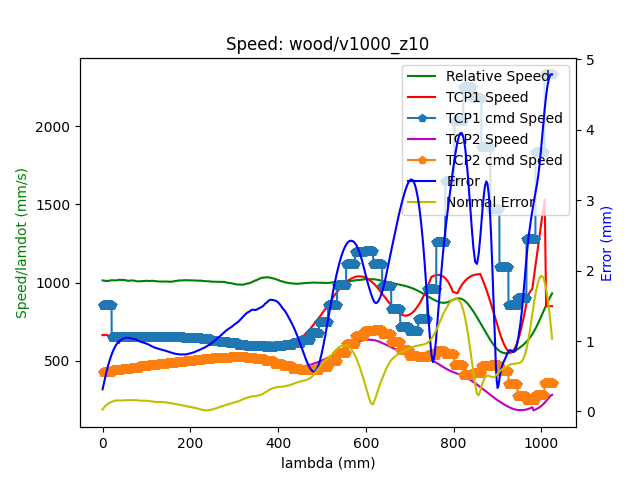 Speed: wood/v1000_z10
Relative Speed
TCP1 Speed
TCP1 cmd Speed
TCP2 Speed
TCP2 cmd Speed
Error
Normal Error
Speed/lamdot (mm/s)
2000
1500
1000
500
Error (mm)
5
4
3
2
1
0
0 200 400 600 800 1000
lambda (mm)